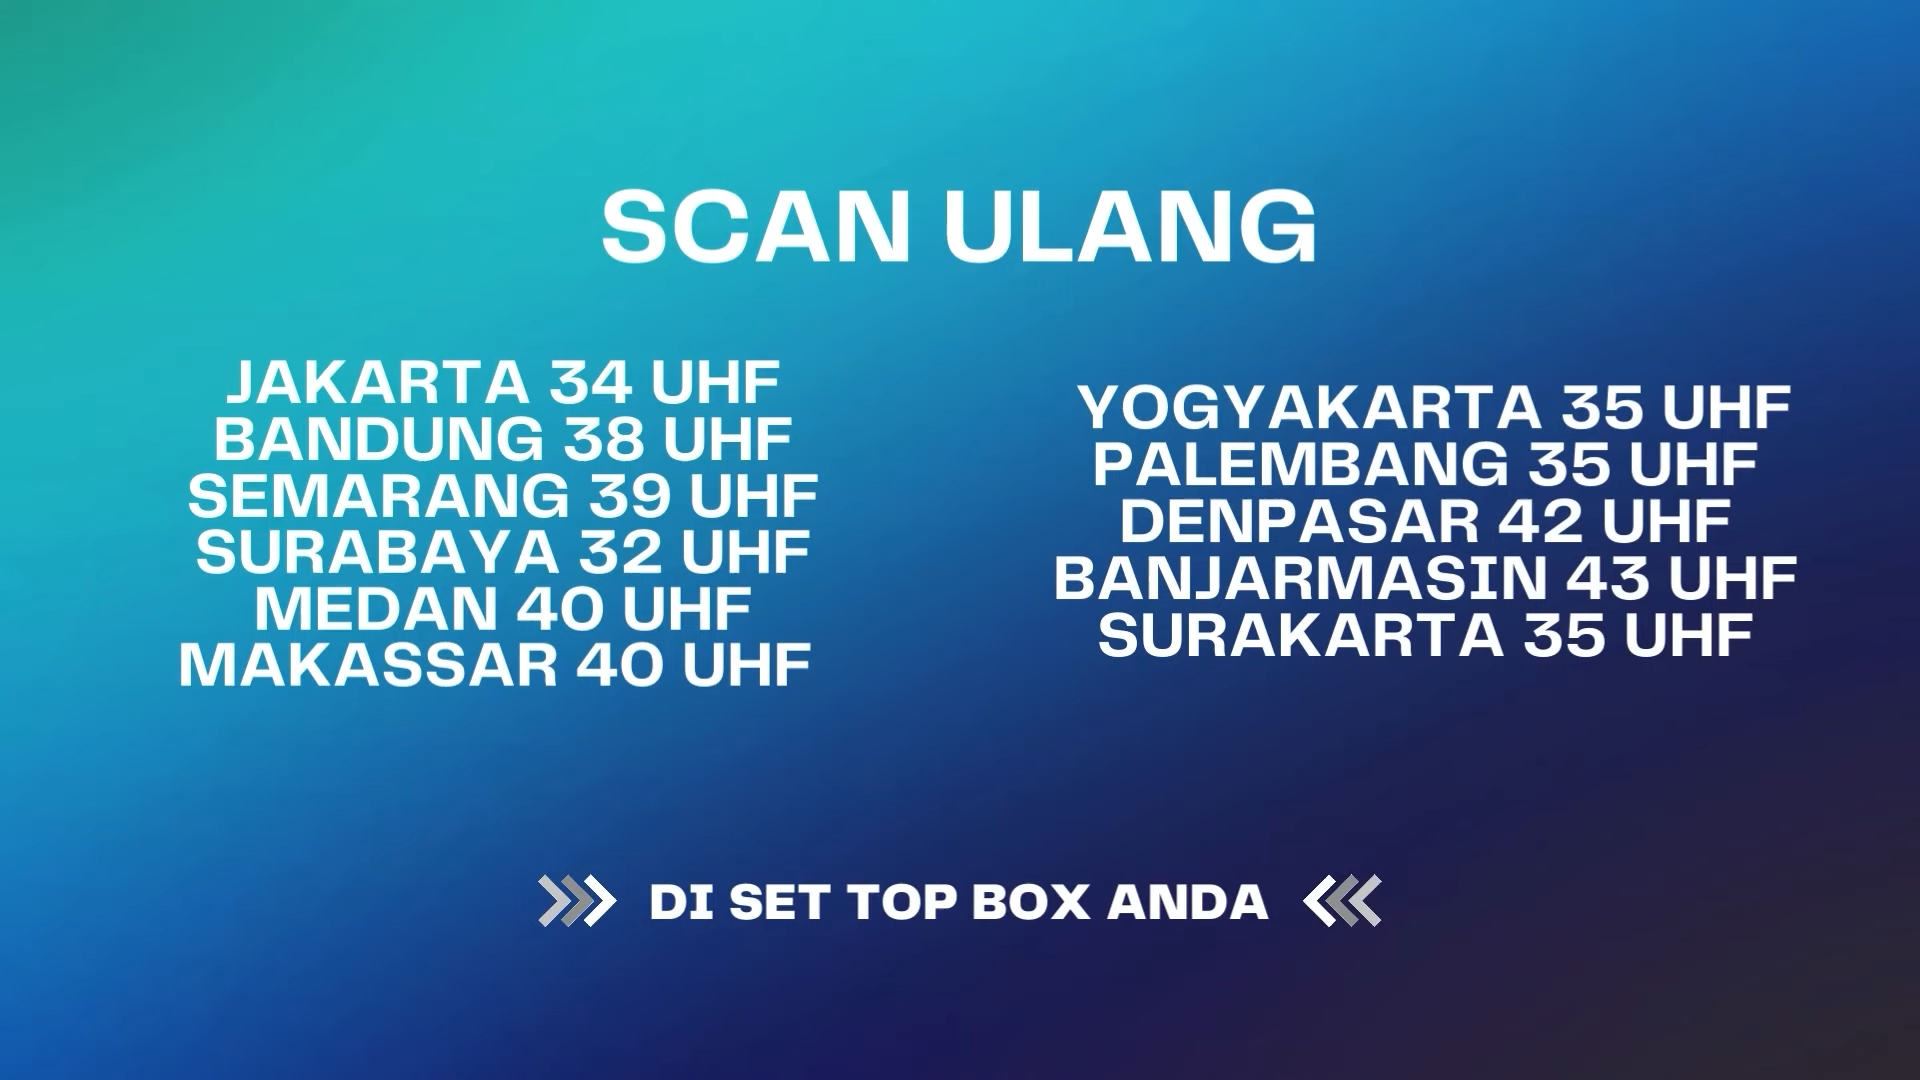 SCAN ULANG
JAKARTA 34 UHF
BANDUNG 38 UHF
SEMARANG 39 UHF
SURABAYA 32 UHF
MEDAN 40 UHF
MAKASSAR 40 UHF
YOGYAKARTA 35 UHF
PALEMBANG 35 UHF
DENPASAR 42 UHF
BANJARMASIN 43 UHF
SURAKARTA 35 UHF
DI SET TOP BOX ANDA